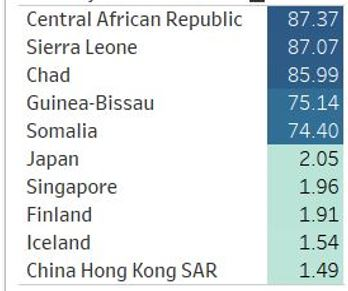 Central African Republic 87.37
Sierra Leone 87.07
Chad 85.99
Guinea-Bissau 75.14
Somalia 74.40
Japan 2.05
Singapore 1.96
Finland 1.91
Iceland 1.54
China Hong Kong SAR 1.49